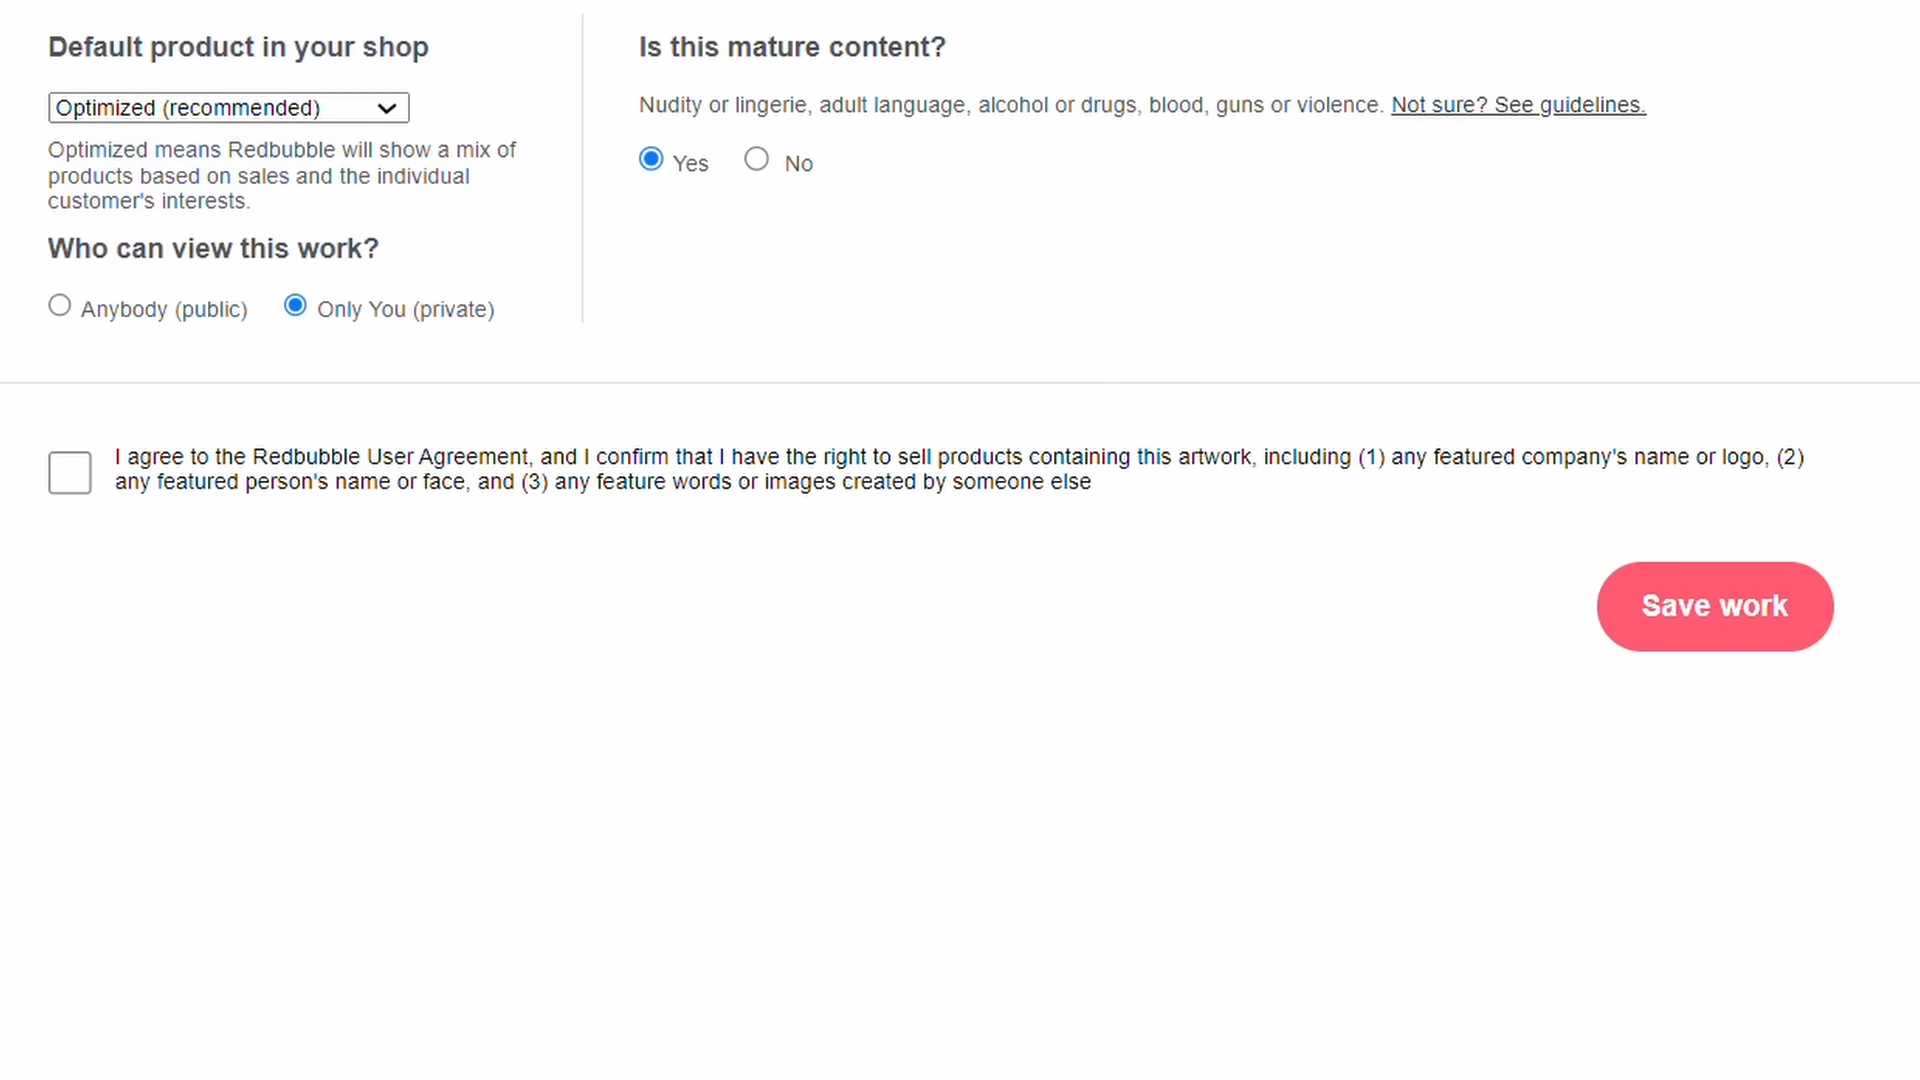 Default product in your shop
Optimized (recommended)
Optimized means Redbubble will show a mix of
products based on sales and the individual
customer's interests.
Who can view this work?
Anybody (public) Only You (private)
Is this mature content?
Nudity or lingerie, adult language, alcohol or drugs, blood, guns or violence. Not sure? See guidelines.
Yes No
I agree to the Redbubble User Agreement, and I confirm that I have the right to sell products containing this artwork, including (1) any featured company's name or logo, (2)
any featured person's name or face, and (3) any feature words or images created by someone else
Save work